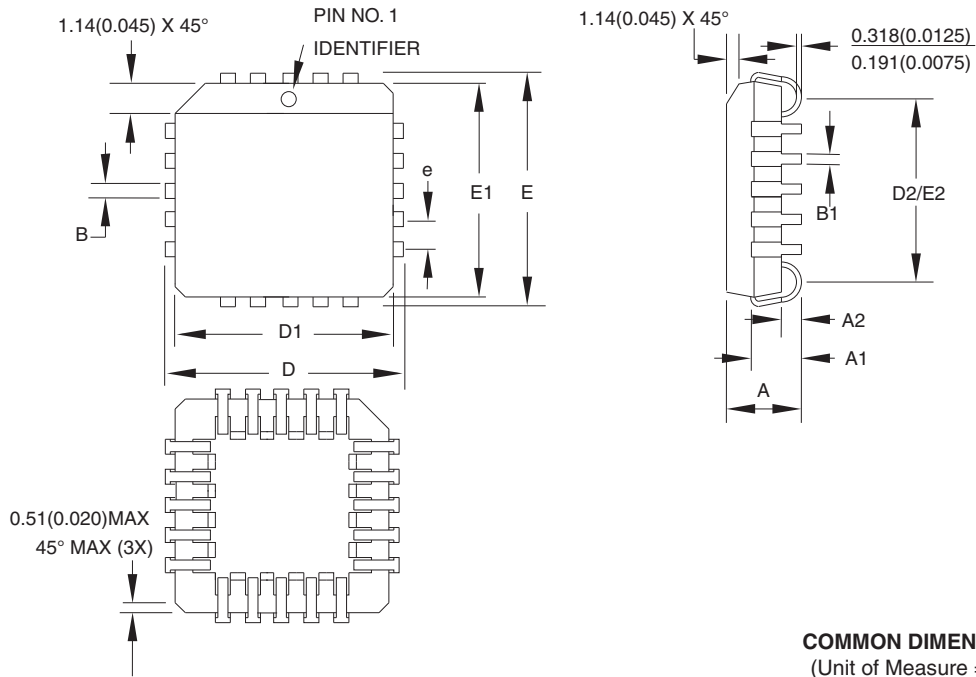 1.14(0.045) X 45°
PIN NO. 1
IDENTIFIER
1.14(0.045) X 45°
0.318(0.0125)
0.191(0.0075)
e
E1
E
B
B1
D2/E2
D1
D
A2
A1
A
0.51(0.020)MAX
45° MAX (3X)
COMMON DIMEN
(Unit of Measure =